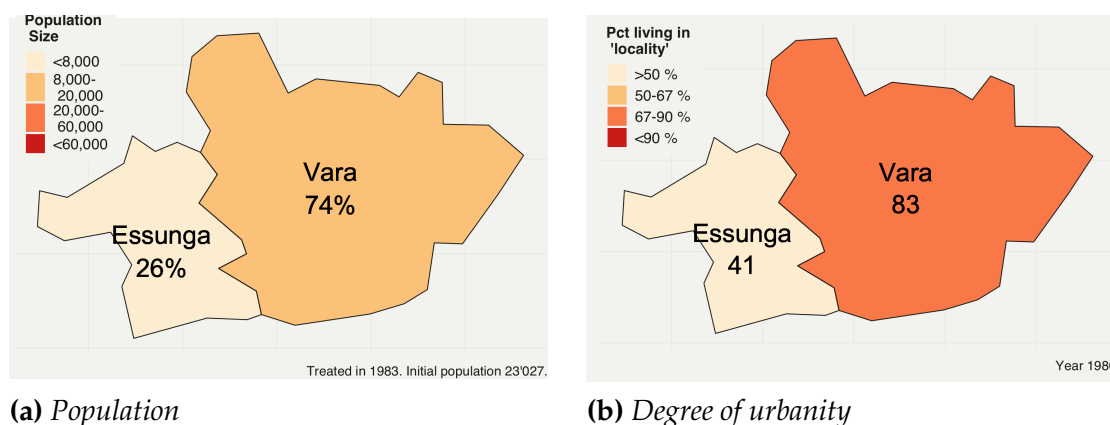 Population
Size
<8,000
8,000-
20,000
20,000-
60,000
<60,000
Vara
74%
Essunga
26%
Treated in 1983. Initial population 23'027.
(a) Population
Pct living in
'locality'
>50 %
50-67 %
67-90 %
<90 %
Vara
83
Essunga
41
Year 1980
(b) Degree of urbanity